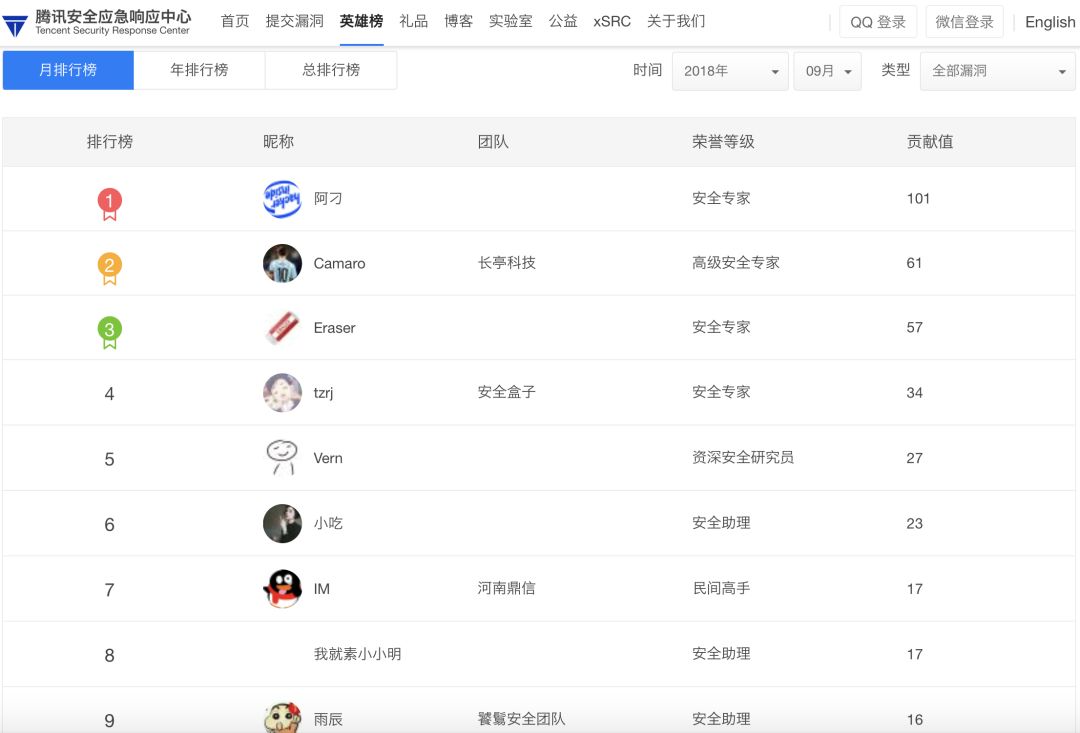 腾讯安全应急响应中心
Tencent Security Response Center
首页 提交漏洞 英雄榜 礼品 博客 实验室 公益 xSRC 关于我们 QQ 登录 微信登录 English
月排行榜 年排行榜 总排行榜 时间 2018年 09月 类型 全部漏洞
排行榜 昵称 团队 荣誉等级 贡献值
1 阿刁 安全专家 101
2 Camaro 长亭科技 高级安全专家 61
3 Eraser 安全专家 57
4 tzrj 安全盒子 安全专家 34
5 Vern 资深安全研究员 27
6 小吃 安全助理 23
7 IM 河南鼎信 民间高手 17
8 我就素小小明 安全助理 17
9 雨辰 饕鬄安全团队 安全助理 16